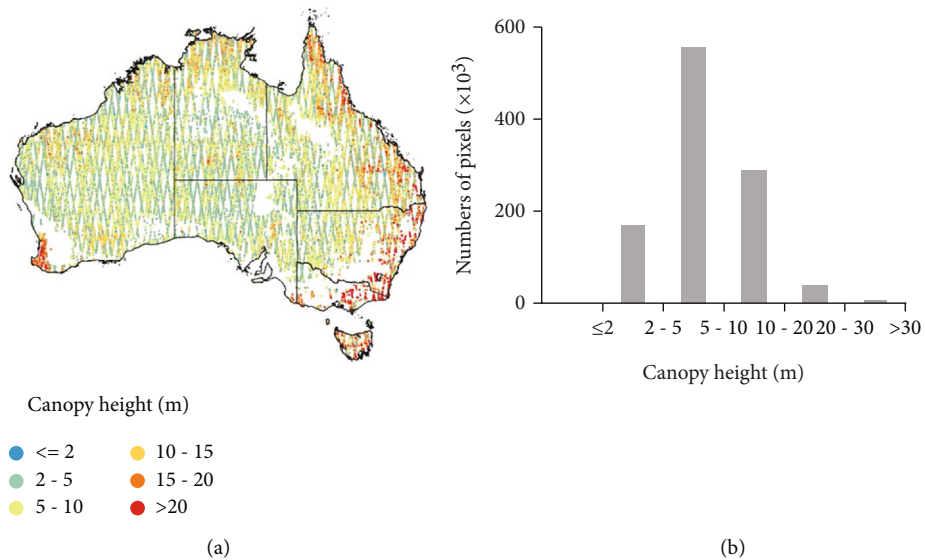 Canopy height (m)
<= 2
2 - 5
5 - 10
10 - 15
15 - 20
>20
(a)
600
400
200
0
Numbers of pixels (×10³)
≤2 2 - 5 5 - 10 10 - 20 20 - 30 >30
Canopy height (m)
(b)